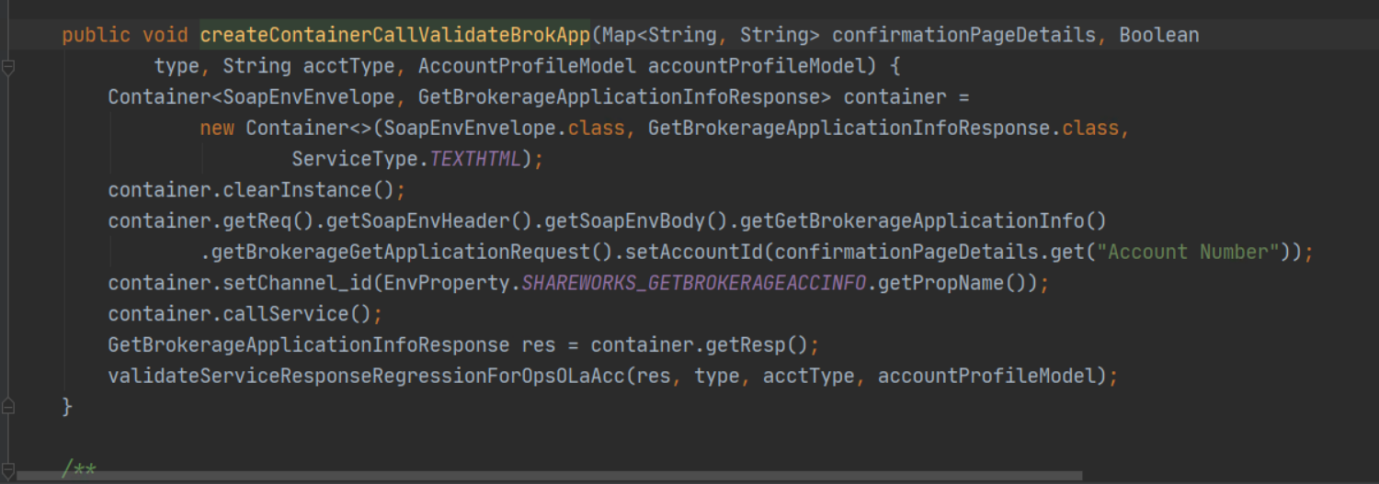 public void createContainerCallValidateBrokApp(Map<String, String> confirmationPageDetails, Boolean
type, String acctType, AccountProfileModel accountProfileModel) {
Container<SoapEnvEnvelope, GetBrokerageApplicationInfoResponse> container =
new Container<>(SoapEnvEnvelope.class, GetBrokerageApplicationInfoResponse.class,
ServiceType.TEXTHTML);
container.clearInstance();
container.getReq().getSoapEnvHeader().getSoapEnvBody().getGetBrokerageApplicationInfo()
.getBrokerageGetApplicationRequest().setAccountId(confirmationPageDetails.get("Account Number"));
container.setChannel_id(EnvProperty.SHAREWORKS_GETBROKERAGEACCINFO.getPropName());
container.callService();
GetBrokerageApplicationInfoResponse res = container.getResp();
validateServiceResponseRegressionForOpsOLaAcc(res, type, acctType, accountProfileModel);
}
/**